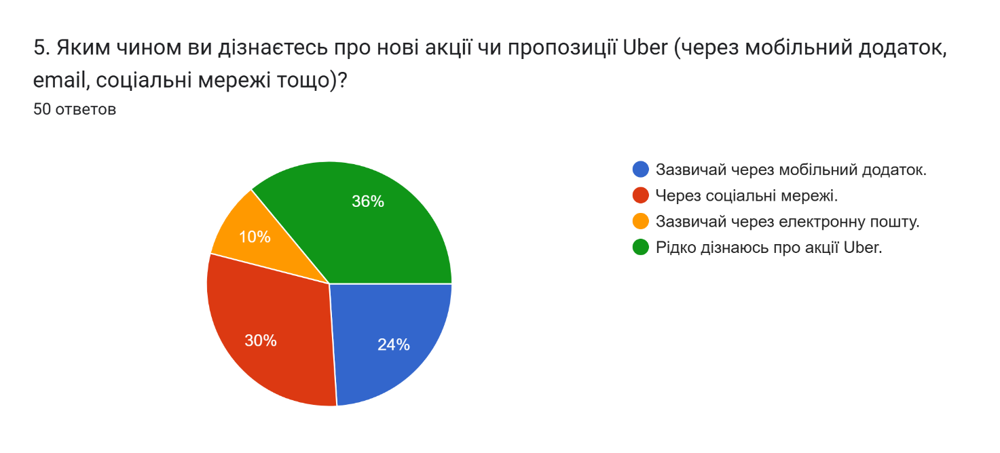 5. Яким чином ви дізнаєтесь про нові акції чи пропозиції Uber (через мобільний додаток,
email, соціальні мережі тощо)?
50 ответов
Зазвичай через мобільний додаток.
Через соціальні мережі.
Зазвичай через електронну пошту.
Рідко дізнаюсь про акції Uber.
36%
10%
30%
24%